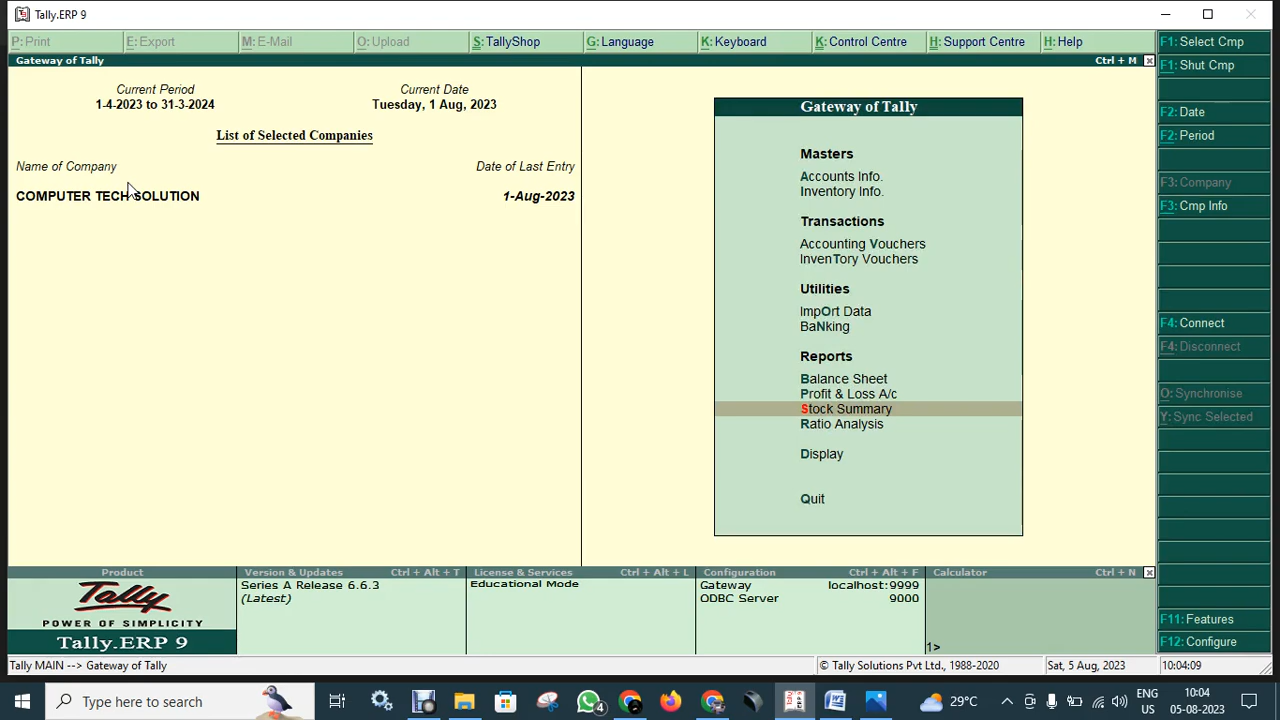 Tally.ERP 9
P: Print
E: Export
M: E-Mail
O: Upload
S: TallyShop
G: Language
K: Keyboard
K: Control Centre
H: Support Centre
H: Help
Gateway of Tally
Ctrl + M
Current Period
1-4-2023 to 31-3-2024
Current Date
Tuesday, 1 Aug, 2023
List of Selected Companies
Name of Company
Date of Last Entry
COMPUTER TECH SOLUTION
1-Aug-2023
Gateway of Tally
Masters
Accounts Info.
Inventory Info.
Transactions
Accounting Vouchers
InvenTory Vouchers
Utilities
ImpOrt Data
BaNking
Reports
Balance Sheet
Profit & Loss A/c
Stock Summary
Ratio Analysis
Display
Quit
F1: Select Cmp
F1: Shut Cmp
F2: Date
F2: Period
F3: Company
F3: Cmp Info
F4: Connect
F4: Disconnect
O: Synchronise
Y: Sync Selected
F11: Features
F12: Configure
Product
Tally
POWER OF SIMPLICITY
Tally.ERP 9
Version & Updates
Ctrl + Alt + T
Series A Release 6.6.3
(Latest)
License & Services
Ctrl + Alt + L
Educational Mode
Configuration
Ctrl + Alt + F
Gateway
localhost:9999
ODBC Server
9000
Calculator
Ctrl + N
1>
Tally MAIN --> Gateway of Tally
© Tally Solutions Pvt Ltd., 1988-2020
Sat, 5 Aug, 2023
10:04:09
Type here to search
4
29°C
ENG
US
10:04
05-08-2023